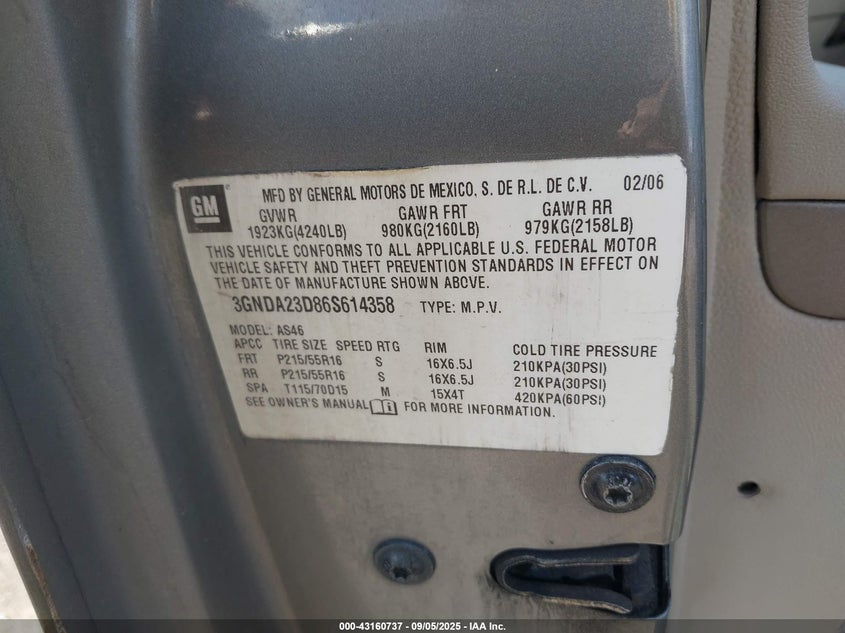 GM
MFD BY GENERAL MOTORS DE MEXICO, S. DE R.L. DE C.V. 02/06
GVWR GAWR FRT GAWR RR
1923KG(4240LB) 980KG(2160LB) 979KG(2158LB)
THIS VEHICLE CONFORMS TO ALL APPLICABLE U.S. FEDERAL MOTOR
VEHICLE SAFETY AND THEFT PREVENTION STANDARDS IN EFFECT ON
THE DATE OF MANUFACTURE SHOWN ABOVE.
3GNDA23D86S614358 TYPE: M.P.V.
MODEL: AS46
APCC TIRE SIZE SPEED RTG RIM COLD TIRE PRESSURE
FRT P215/55R16 S 16X6.5J 210KPA(30PSI)
RR P215/55R16 S 16X6.5J 210KPA(30PSI)
SPA T115/70D15 M 15X4T 420KPA(60PSI)
SEE OWNER'S MANUAL FOR MORE INFORMATION.
000-43160737 - 09/05/2025 - IAA Inc.